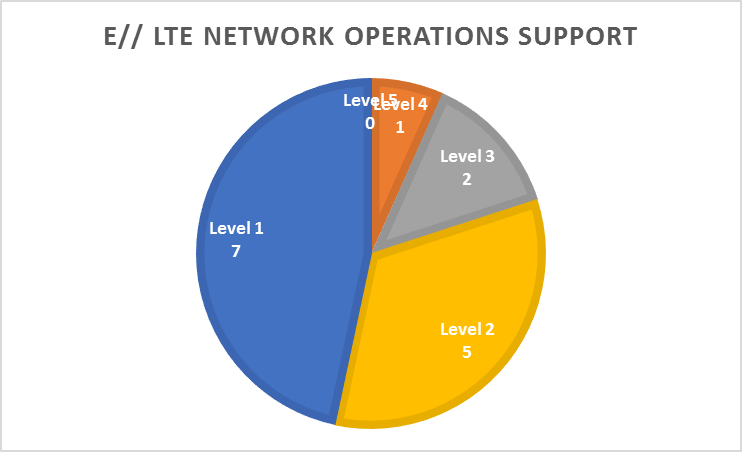 E// LTE NETWORK OPERATIONS SUPPORT
Level 5
0
Level 4
1
Level 3
2
Level 2
5
Level 1
7